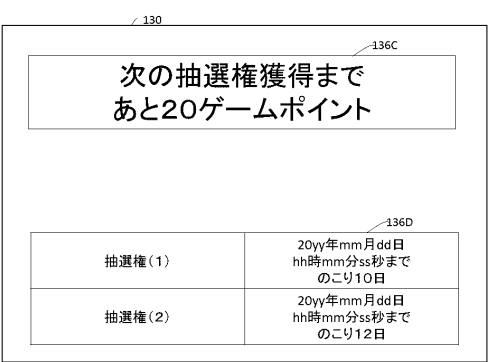 130
136C
次の抽選権獲得まで
あと20ゲームポイント
136D
抽選権(1)
20yy年mm月dd日
hh時mm分ss秒まで
のこり10日
抽選権(2)
20yy年mm月dd日
hh時mm分ss秒まで
のこり12日